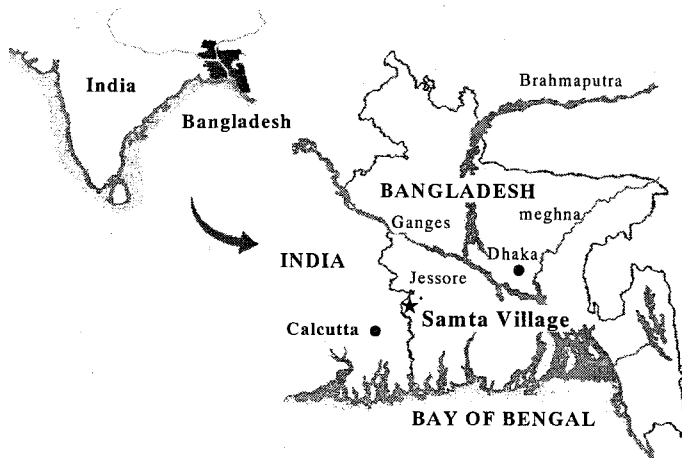 India
Bangladesh
Brahmaputra
BANGLADESH
Ganges
meghna
Dhaka
INDIA
Jessore
Samta Village
Calcutta
BAY OF BENGAL